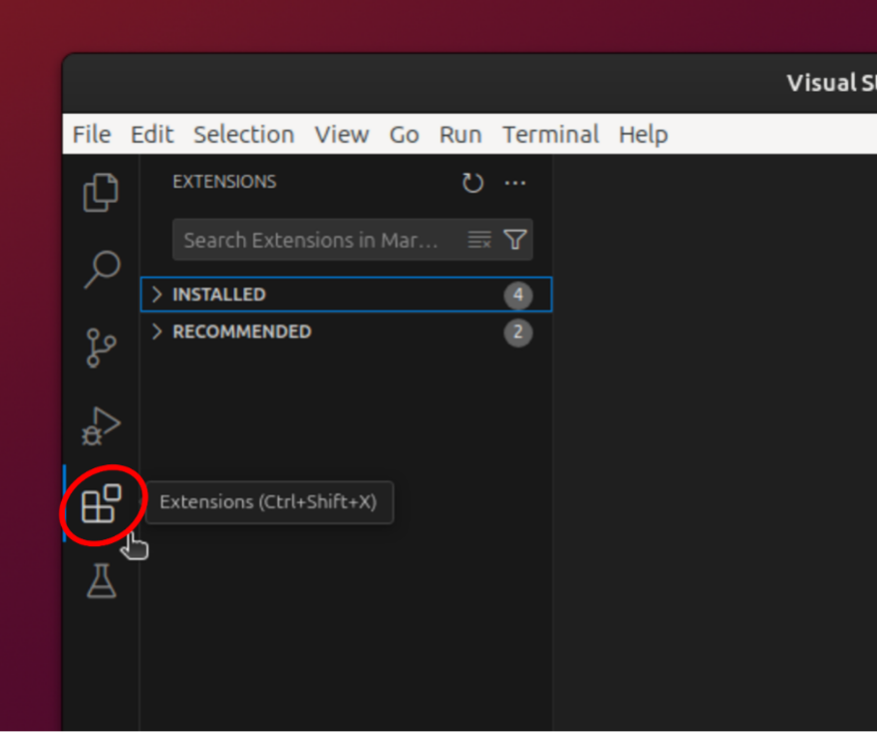 Visual St
File Edit Selection View Go Run Terminal Help
EXTENSIONS
Search Extensions in Mar...
INSTALLED 4
RECOMMENDED 2
Extensions (Ctrl+Shift+X)